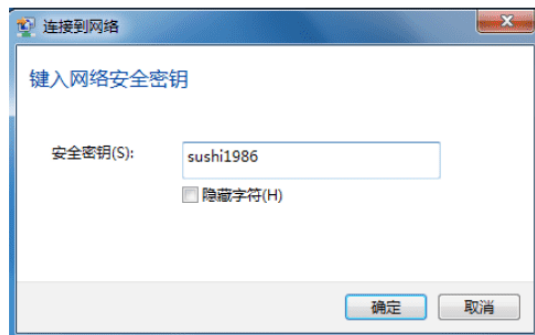 连接到网络
键入网络安全密钥
安全密钥(S):
sushi1986
隐藏字符(H)
确定
取消